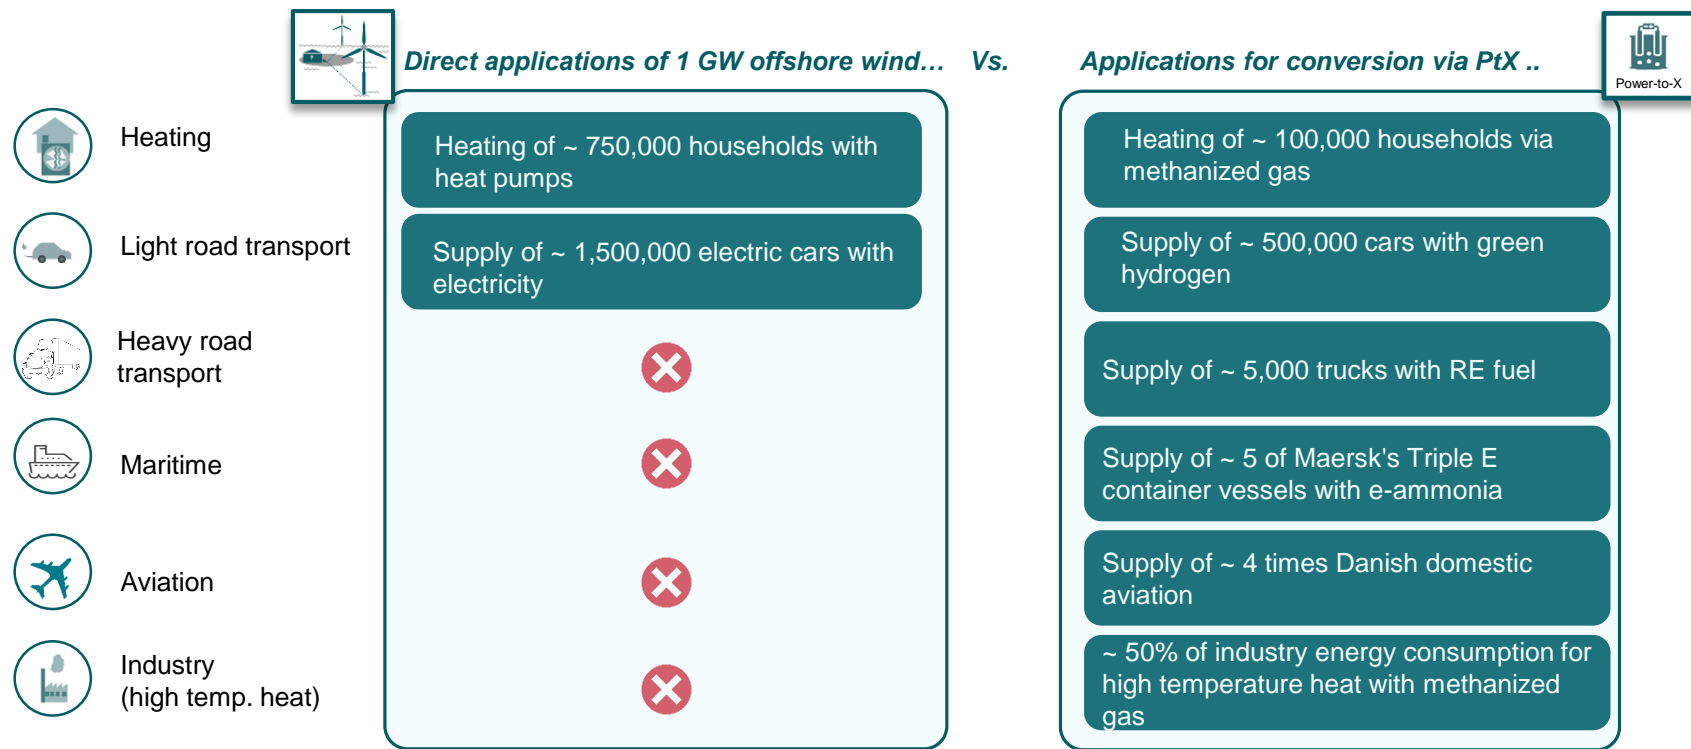 Direct applications of 1 GW offshore wind…
Vs.
Applications for conversion via PtX ..
Power-to-X
Heating
Heating of ~ 750,000 households with
heat pumps
Heating of ~ 100,000 households via
methanized gas
Light road transport
Supply of ~ 1,500,000 electric cars with
electricity
Supply of ~ 500,000 cars with green
hydrogen
Heavy road
transport
Supply of ~ 5,000 trucks with RE fuel
Maritime
Supply of ~ 5 of Maersk's Triple E
container vessels with e-ammonia
Aviation
Supply of ~ 4 times Danish domestic
aviation
Industry
(high temp. heat)
~ 50% of industry energy consumption for
high temperature heat with methanized
gas